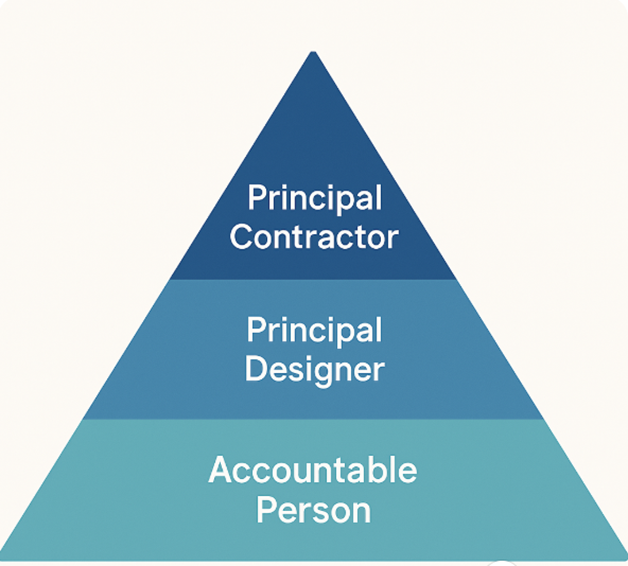 Principal
Contractor
Principal
Designer
Accountable
Person